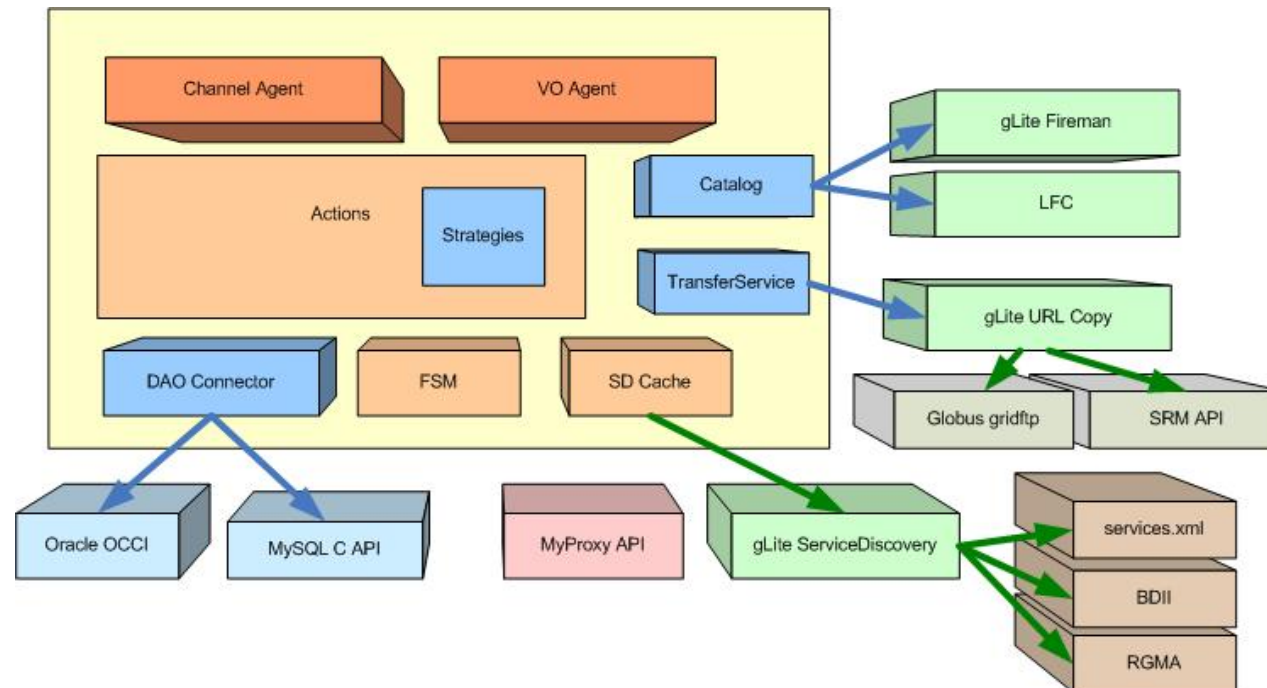 Channel Agent
VO Agent
gLite Fireman
Catalog
LFC
Actions
Strategies
TransferService
gLite URL Copy
DAO Connector
FSM
SD Cache
Globus gridftp
SRM API
Oracle OCCI
MySQL C API
MyProxy API
gLite ServiceDiscovery
services.xml
BDII
RGMA